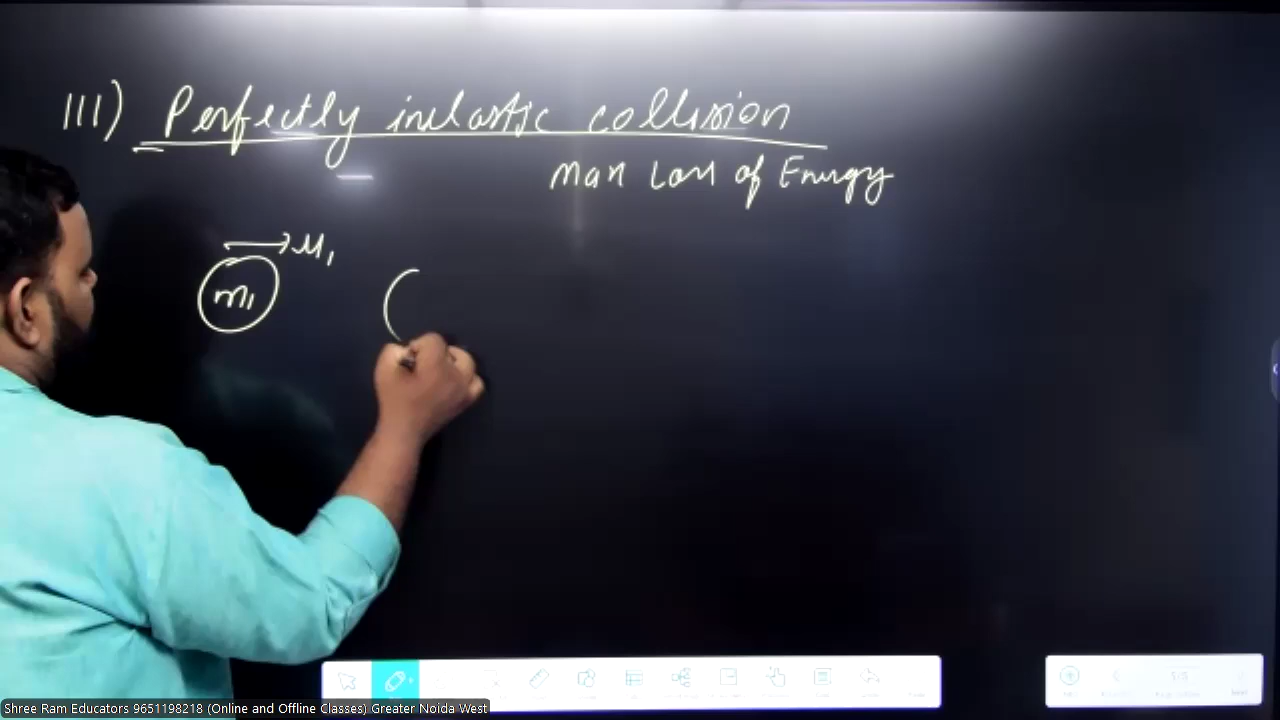 III) Perfectly inelastic collision
Max Loss of Energy
u₁
m₁
Shree Ram Educators 9651198218 (Online and Offline Classes) Greater Noida West